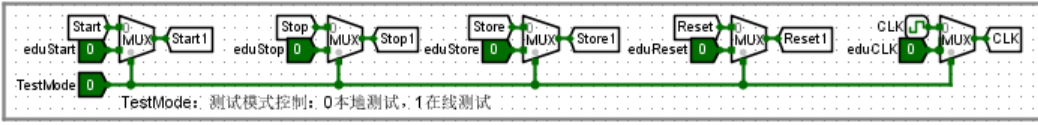 Start MUX Start1 Stop MUX Stop1 Store MUX Store1 Reset MUX Reset1 CLK MUX CLK
eduStart 0 eduStop 0 eduStore 0 eduReset 0 eduCLK 0
TestMode 0
TestMode：测试模式控制：0本地测试，1在线测试